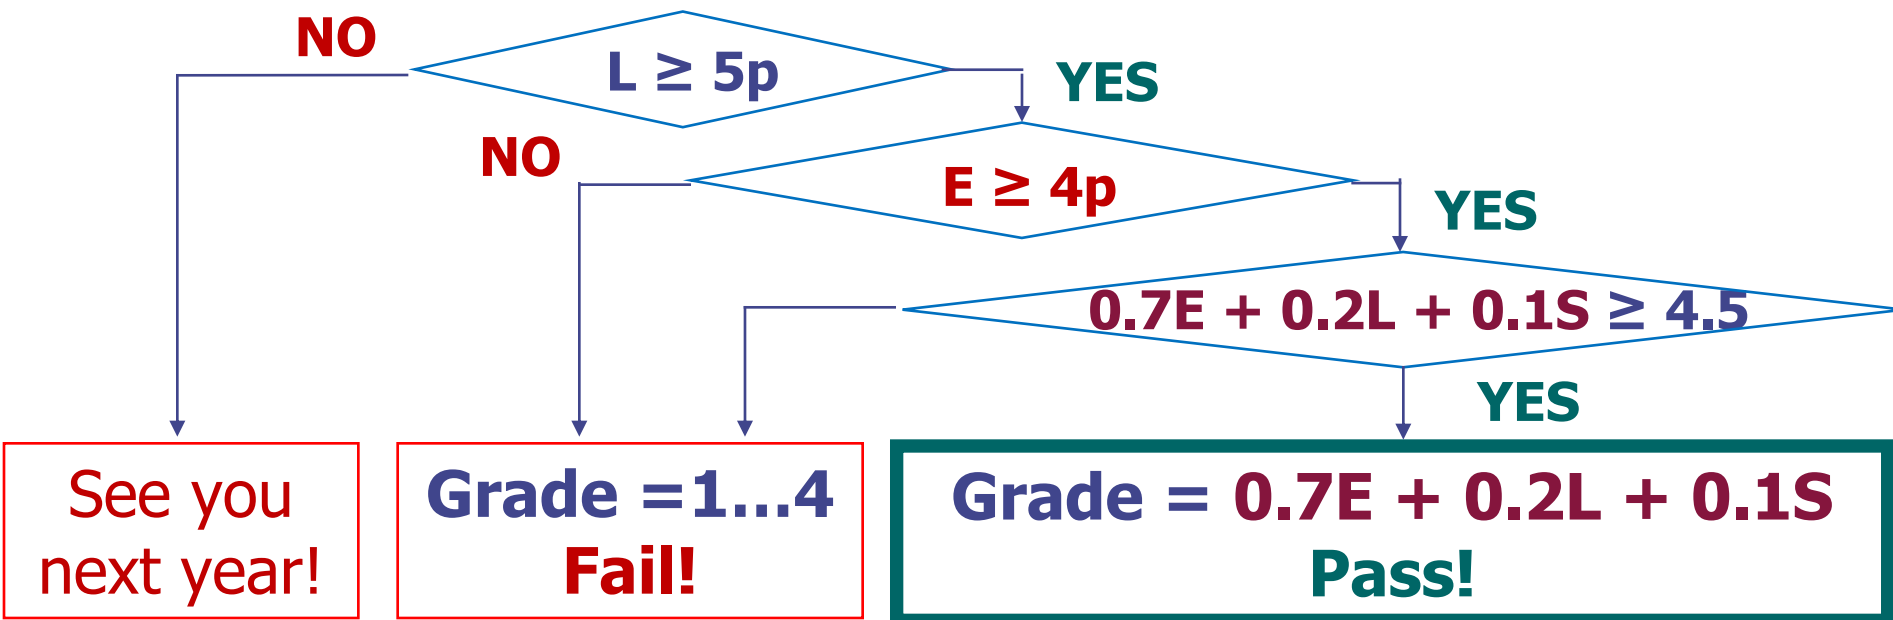 NO
L ≥ 5p
YES
NO
E ≥ 4p
YES
0.7E + 0.2L + 0.1S ≥ 4.5
YES
See you
next year!
Grade =1...4
Fail!
Grade = 0.7E + 0.2L + 0.1S
Pass!